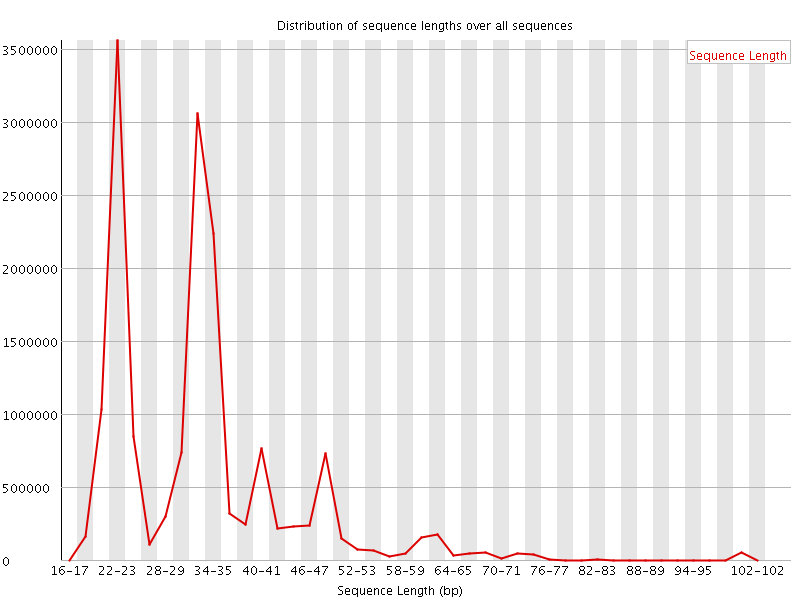 Distribution of sequence lengths over all sequences
Sequence Length
3500000
3000000
2500000
2000000
1500000
1000000
500000
0
16-17 22-23 28-29 34-35 40-41 46-47 52-53 58-59 64-65 70-71 76-77 82-83 88-89 94-95 102-102
Sequence Length (bp)